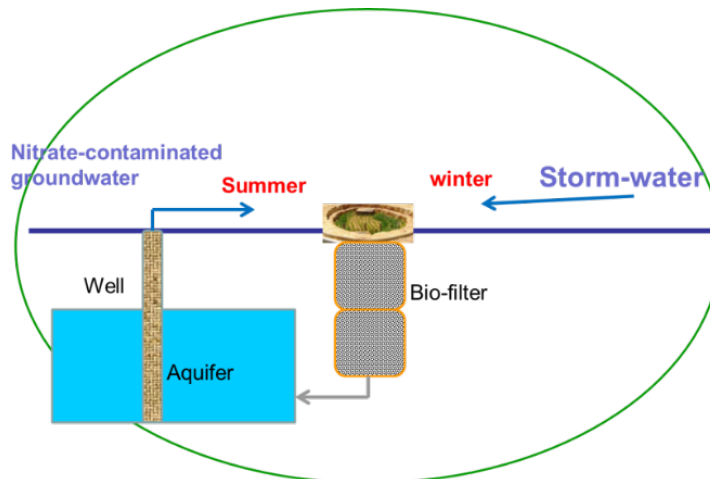 Nitrate-contaminated
groundwater
Summer
winter
Storm-water
Well
Bio-filter
Aquifer